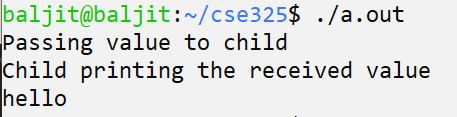 baljit@baljit:~/cse325$ ./a.out
Passing value to child
Child printing the received value
hello